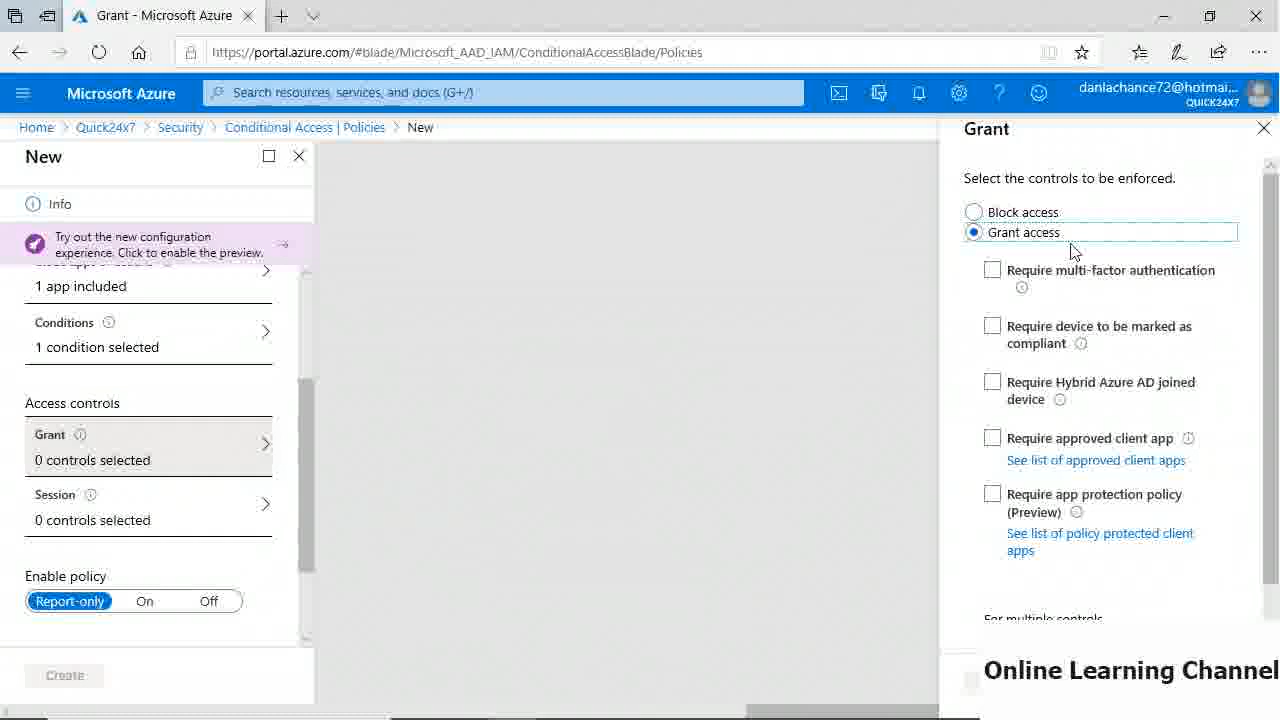 Grant - Microsoft Azure
https://portal.azure.com/#blade/Microsoft_AAD_IAM/ConditionalAccessBlade/Policies
Microsoft Azure
Search resources, services, and docs (G+/)
danlachance72@hotmai...
QUICK24X7
Home > Quick24x7 > Security > Conditional Access | Policies > New
New
Info
Try out the new configuration
experience. Click to enable the preview.
1 app included
Conditions
1 condition selected
Access controls
Grant
0 controls selected
Session
0 controls selected
Enable policy
Report-only On Off
Create
Grant
Select the controls to be enforced.
Block access
Grant access
Require multi-factor authentication
Require device to be marked as
compliant
Require Hybrid Azure AD joined
device
Require approved client app
See list of approved client apps
Require app protection policy
(Preview)
See list of policy protected client
apps
For multiple controls
Online Learning Channel